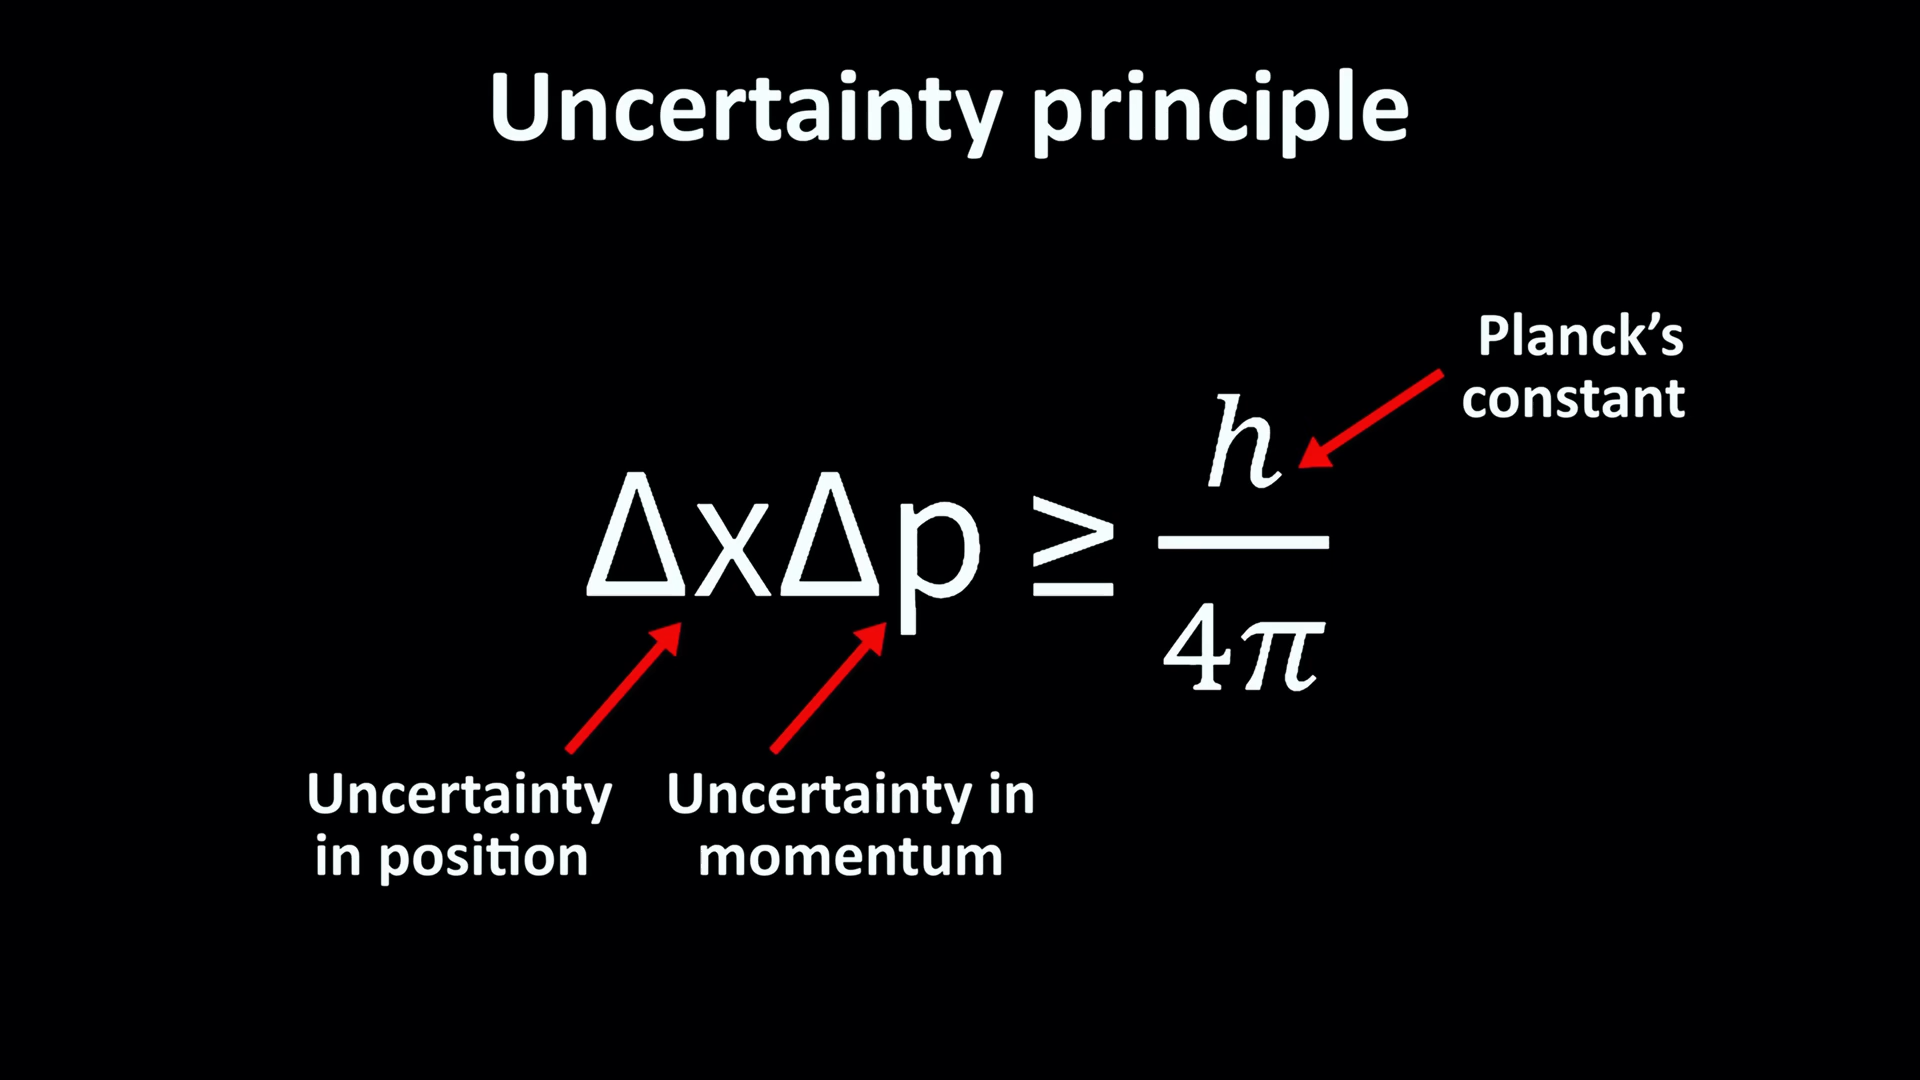 Uncertainty principle
Planck’s
constant
ΔxΔp ≥ h
4π
Uncertainty
in position
Uncertainty in
momentum